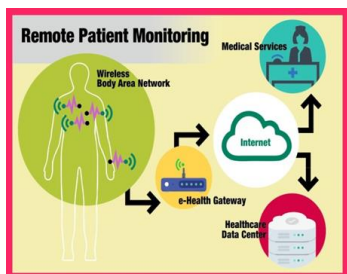 Remote Patient Monitoring
Medical Services
Wireless
Body Area Network
Internet
e-Health Gateway
Healthcare
Data Center